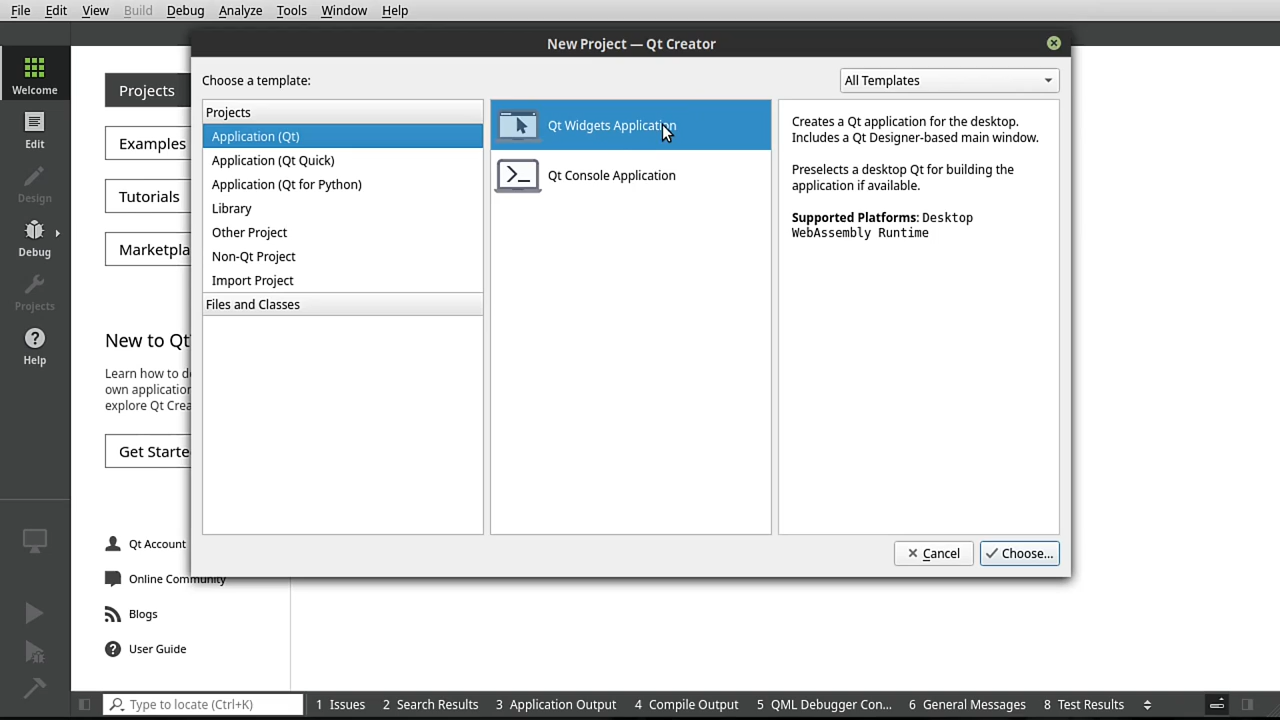 File Edit View Build Debug Analyze Tools Window Help
New Project — Qt Creator
Choose a template:
All Templates
Projects
Application (Qt)
Application (Qt Quick)
Application (Qt for Python)
Library
Other Project
Non-Qt Project
Import Project
Files and Classes
Qt Widgets Application
Qt Console Application
Creates a Qt application for the desktop.
Includes a Qt Designer-based main window.
Preselects a desktop Qt for building the
application if available.
Supported Platforms: Desktop
WebAssembly Runtime
Cancel
Choose...
Welcome
Edit
Design
Debug
Projects
Help
Projects
Examples
Tutorials
Marketpla
New to Qt
Learn how to d
own application
explore Qt Crea
Get Starte
Qt Account
Online Community
Blogs
User Guide
Type to locate (Ctrl+K)
1 Issues 2 Search Results 3 Application Output 4 Compile Output 5 QML Debugger Con... 6 General Messages 8 Test Results